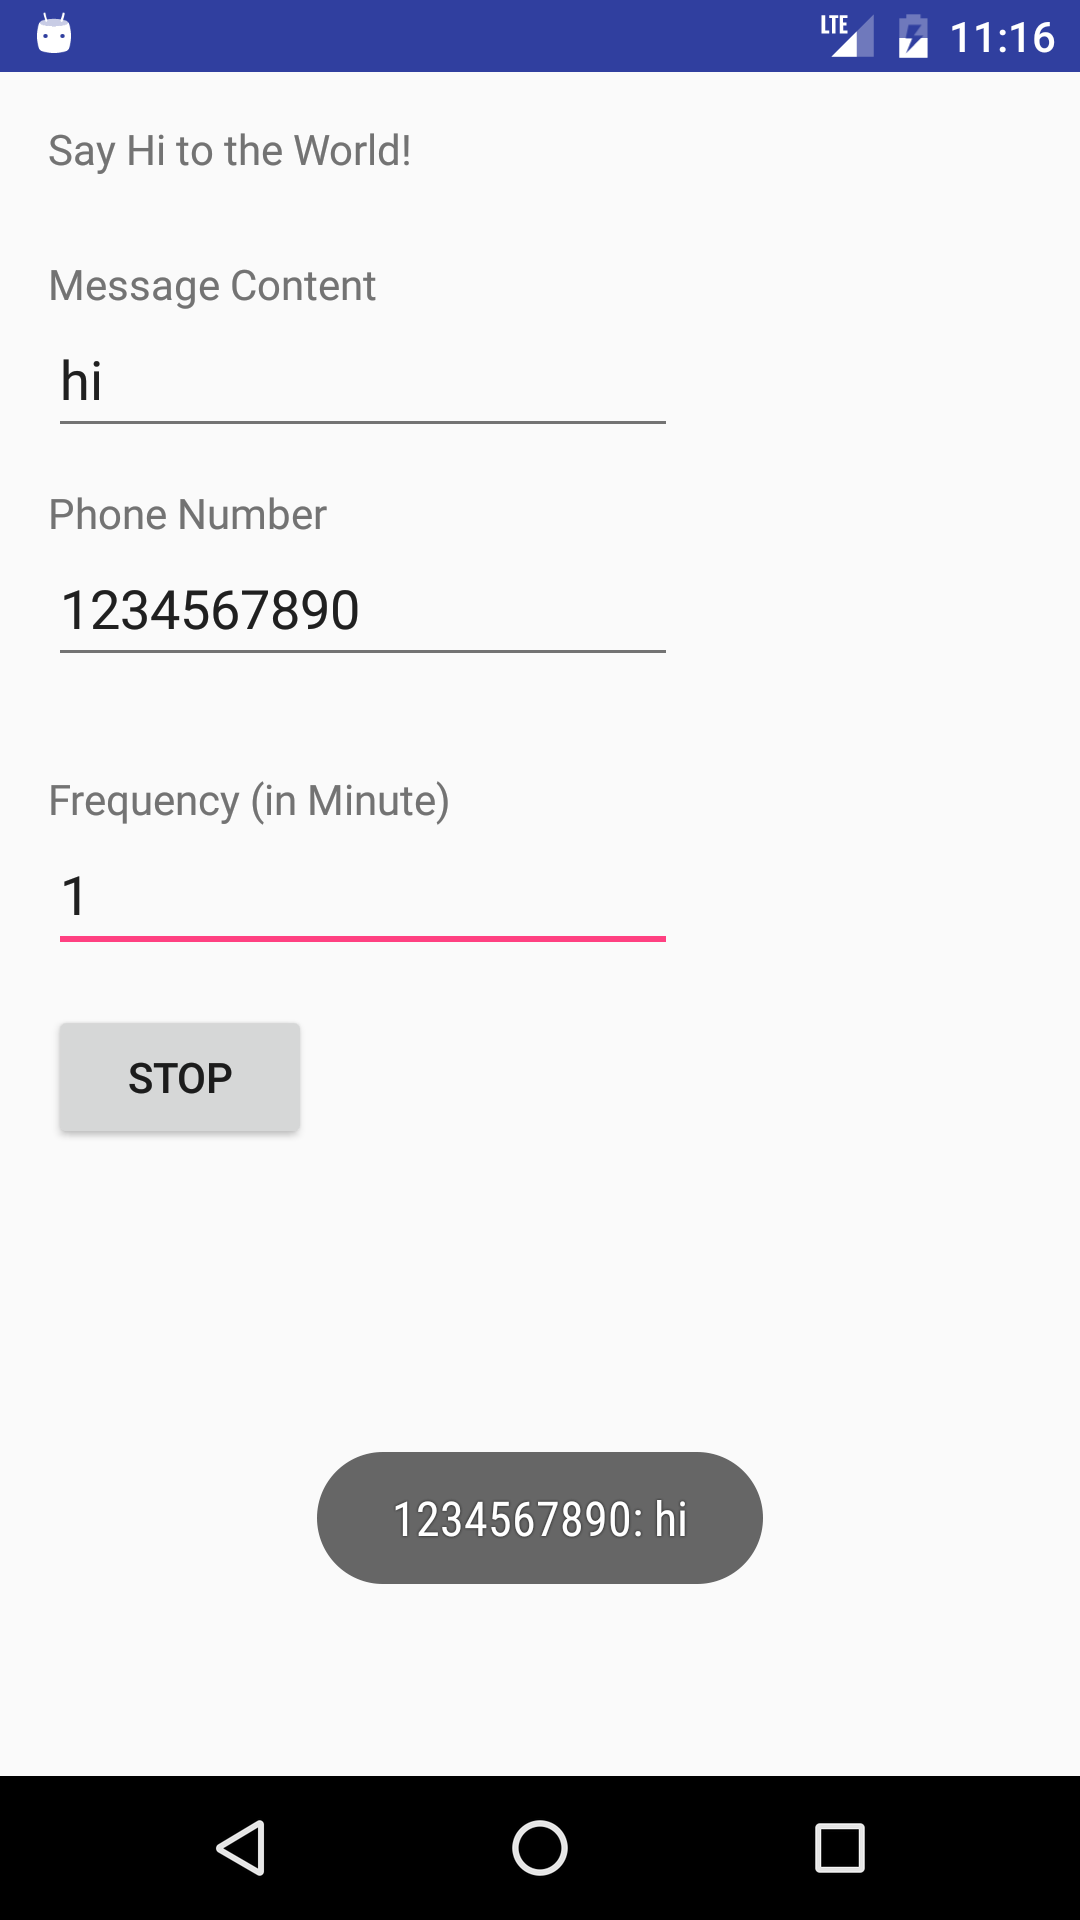 LTE 11:16
Say Hi to the World!
Message Content
hi
Phone Number
1234567890
Frequency (in Minute)
1
STOP
1234567890: hi